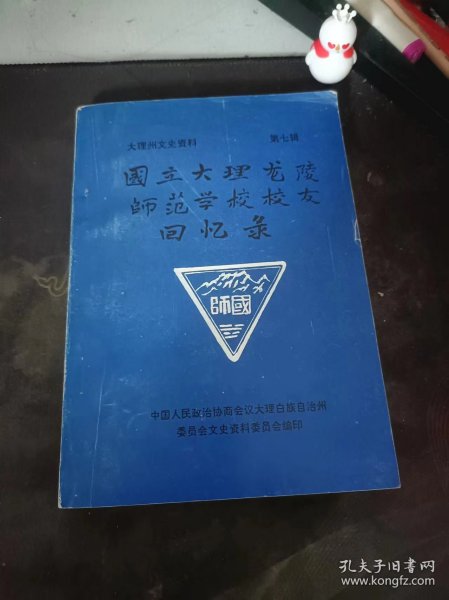 大理州文史资料 第七辑
國立大理龙陵
師范学校校友
回忆录
師國
中国人民政治协商会议大理白族自治州
委员会文史资料委员会编印
孔夫子旧书网
www.kongfz.com